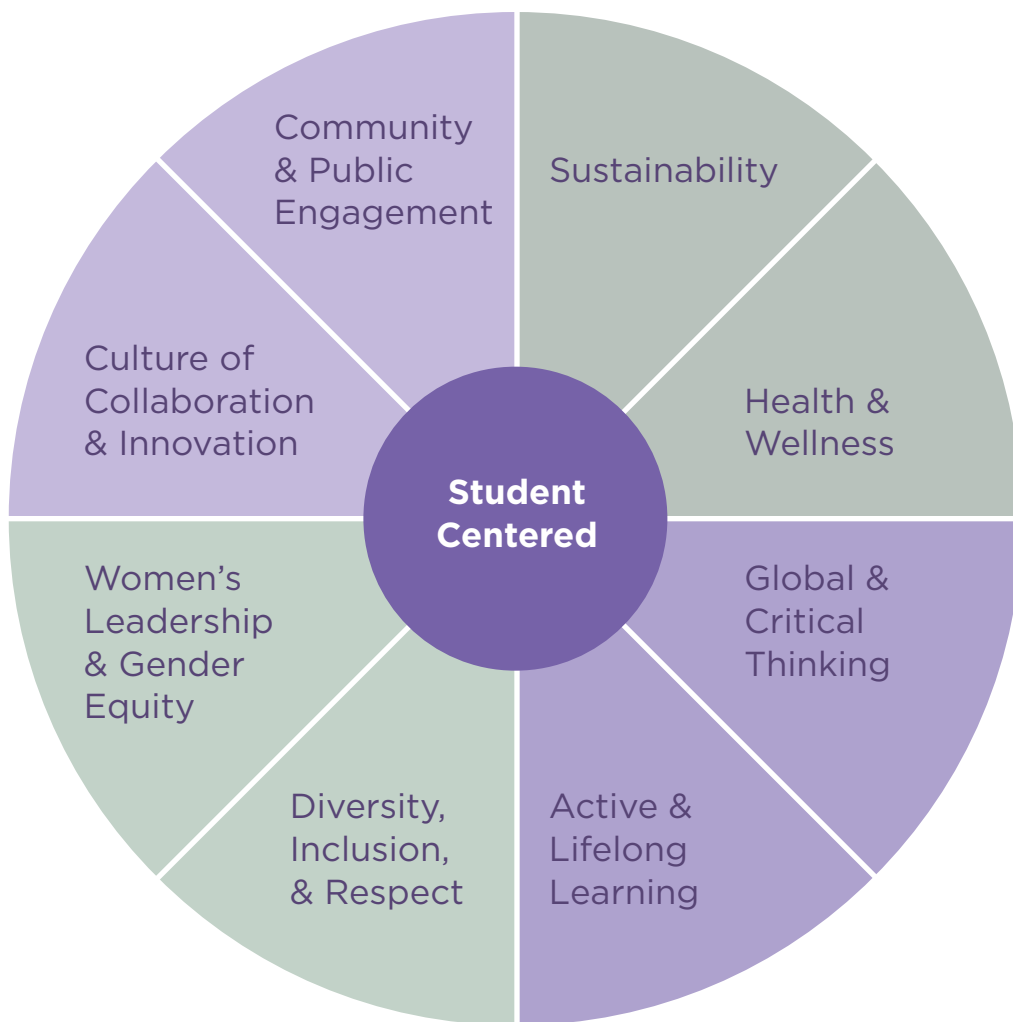 Community
& Public
Engagement
Sustainability
Culture of
Collaboration
& Innovation
Health &
Wellness
Student
Centered
Women’s
Leadership
& Gender
Equity
Global &
Critical
Thinking
Diversity,
Inclusion,
& Respect
Active &
Lifelong
Learning